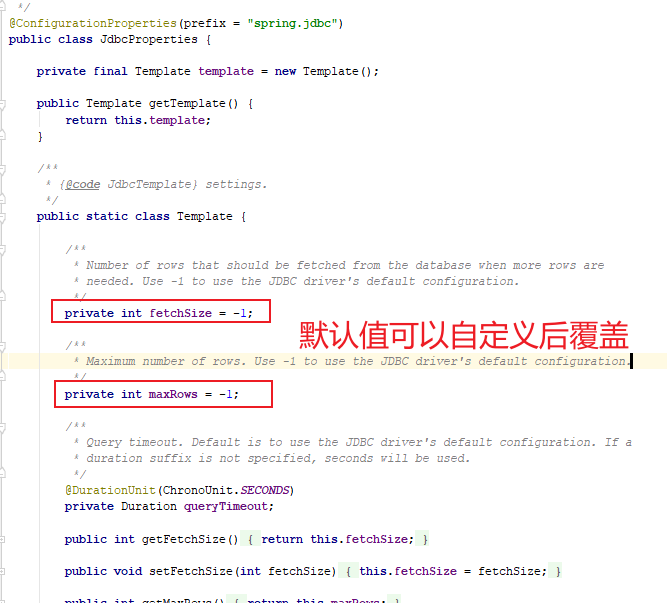 */
@ConfigurationProperties(prefix = "spring.jdbc")
public class JdbcProperties {
private final Template template = new Template();
public Template getTemplate() {
return this.template;
}
/**
* {@code JdbcTemplate} settings.
*/
public static class Template {
/**
* Number of rows that should be fetched from the database when more rows are
* needed. Use -1 to use the JDBC driver's default configuration.
*/
private int fetchSize = -1;
默认值可以自定义后覆盖
/**
* Maximum number of rows. Use -1 to use the JDBC driver's default configuration.
*/
private int maxRows = -1;
/**
* Query timeout. Default is to use the JDBC driver's default configuration. If a
* duration suffix is not specified, seconds will be used.
*/
@DurationUnit(ChronoUnit.SECONDS)
private Duration queryTimeout;
public int getFetchSize() { return this.fetchSize; }
public void setFetchSize(int fetchSize) { this.fetchSize = fetchSize; }
public int getMaxRows() { return this.maxRows; }